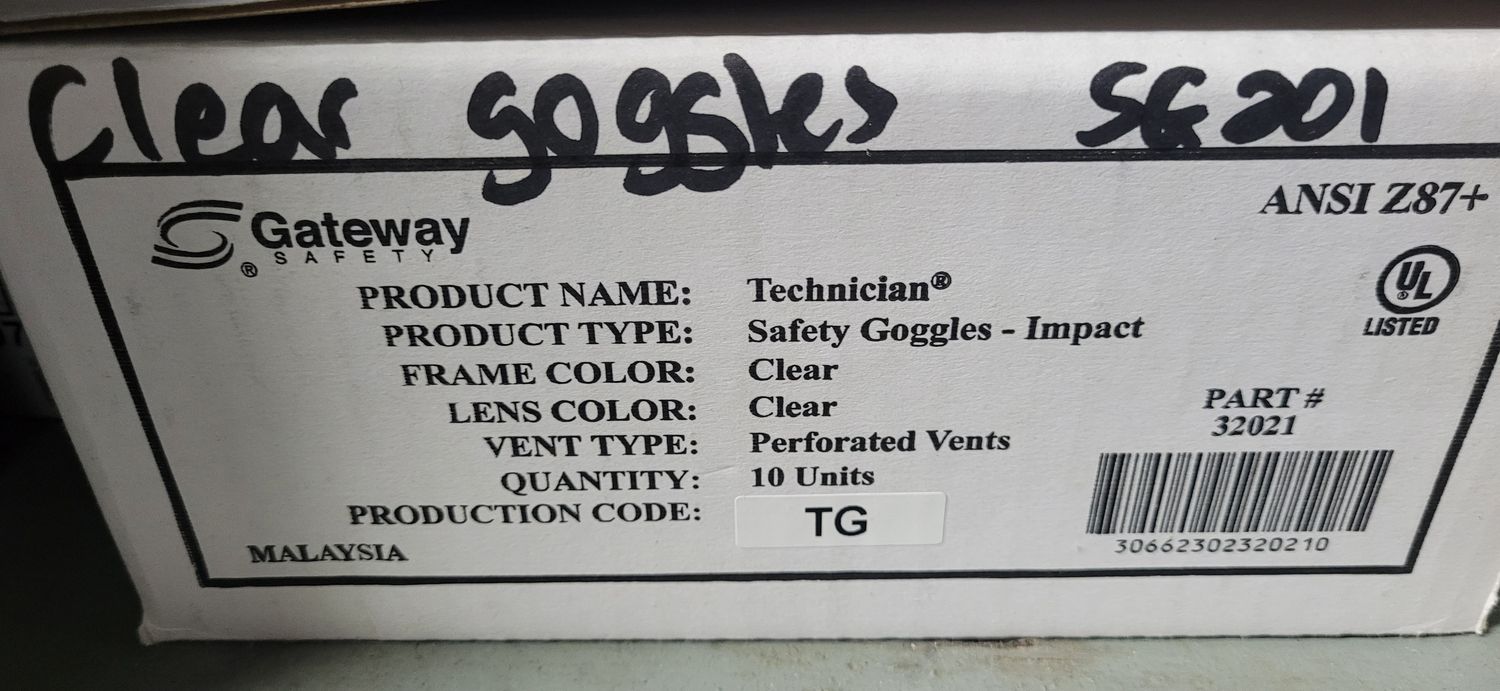 Clear goggles SG201
ANSI Z87+
Gateway
SAFETY®
UL®
LISTED
PRODUCT NAME: Technician®
PRODUCT TYPE: Safety Goggles - Impact
FRAME COLOR: Clear
LENS COLOR: Clear
VENT TYPE: Perforated Vents
QUANTITY: 10 Units
PRODUCTION CODE: TG
MALAYSIA
PART #
32021
30662302320210